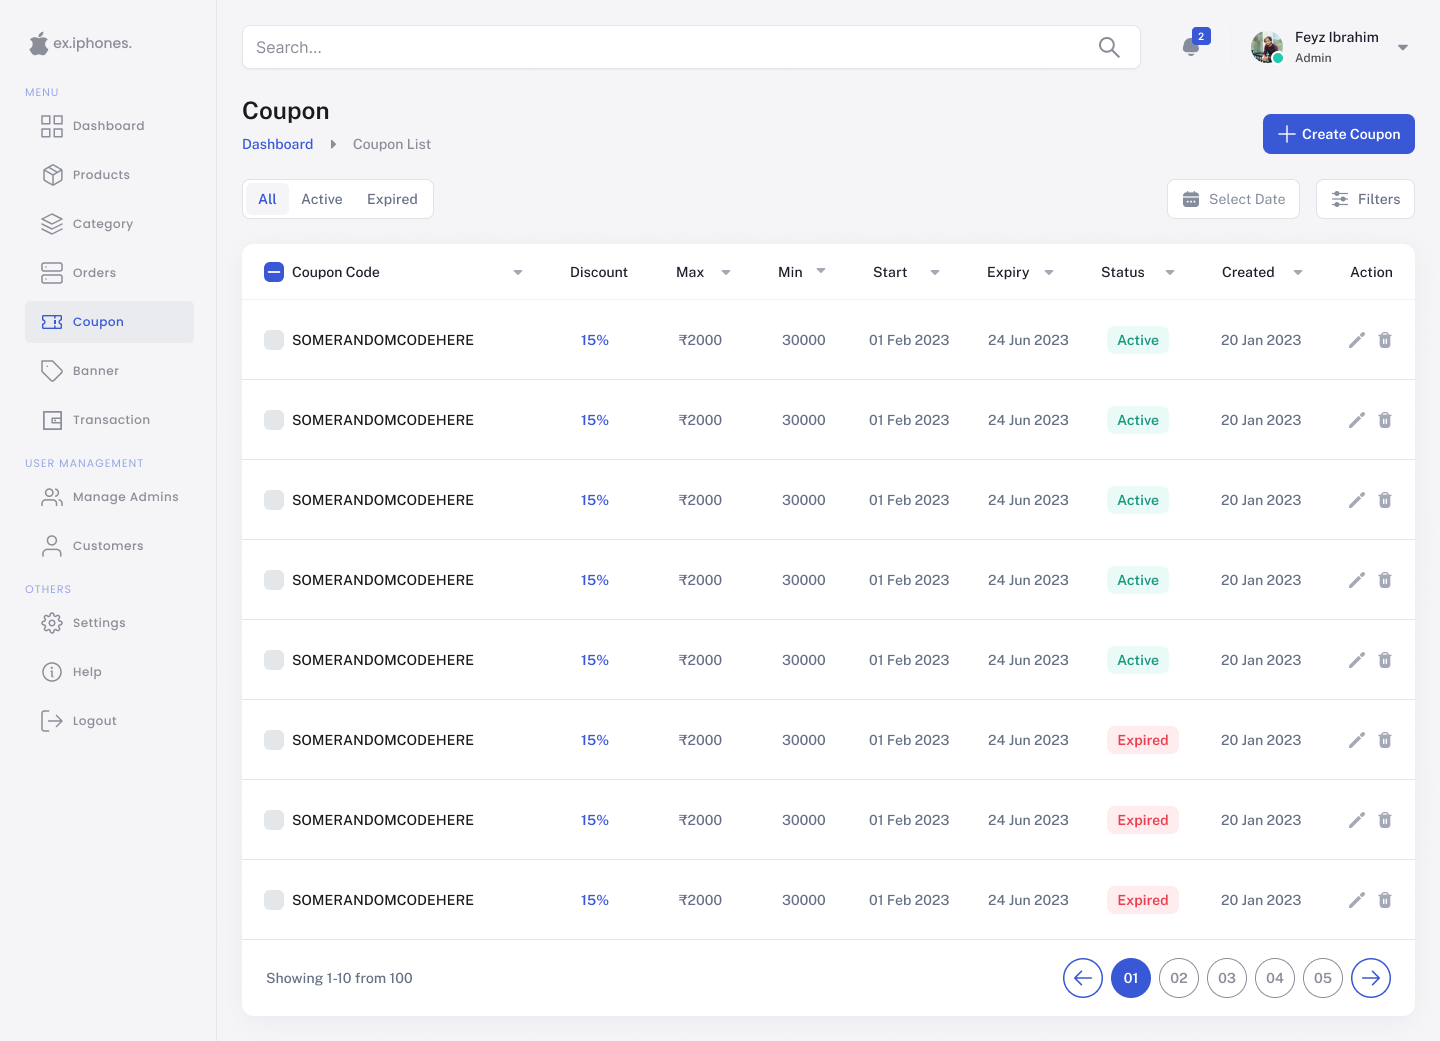 ex.iphones.
MENU
Dashboard
Products
Category
Orders
Coupon
Banner
Transaction
USER MANAGEMENT
Manage Admins
Customers
OTHERS
Settings
Help
Logout
Search...
2
Feyz Ibrahim
Admin
Coupon
Dashboard Coupon List
Create Coupon
All Active Expired
Select Date Filters
Coupon Code Discount Max Min Start Expiry Status Created Action
SOMERANDOMCODEHERE 15% ₹2000 30000 01 Feb 2023 24 Jun 2023 Active 20 Jan 2023
SOMERANDOMCODEHERE 15% ₹2000 30000 01 Feb 2023 24 Jun 2023 Active 20 Jan 2023
SOMERANDOMCODEHERE 15% ₹2000 30000 01 Feb 2023 24 Jun 2023 Active 20 Jan 2023
SOMERANDOMCODEHERE 15% ₹2000 30000 01 Feb 2023 24 Jun 2023 Active 20 Jan 2023
SOMERANDOMCODEHERE 15% ₹2000 30000 01 Feb 2023 24 Jun 2023 Active 20 Jan 2023
SOMERANDOMCODEHERE 15% ₹2000 30000 01 Feb 2023 24 Jun 2023 Expired 20 Jan 2023
SOMERANDOMCODEHERE 15% ₹2000 30000 01 Feb 2023 24 Jun 2023 Expired 20 Jan 2023
SOMERANDOMCODEHERE 15% ₹2000 30000 01 Feb 2023 24 Jun 2023 Expired 20 Jan 2023
Showing 1-10 from 100 01 02 03 04 05